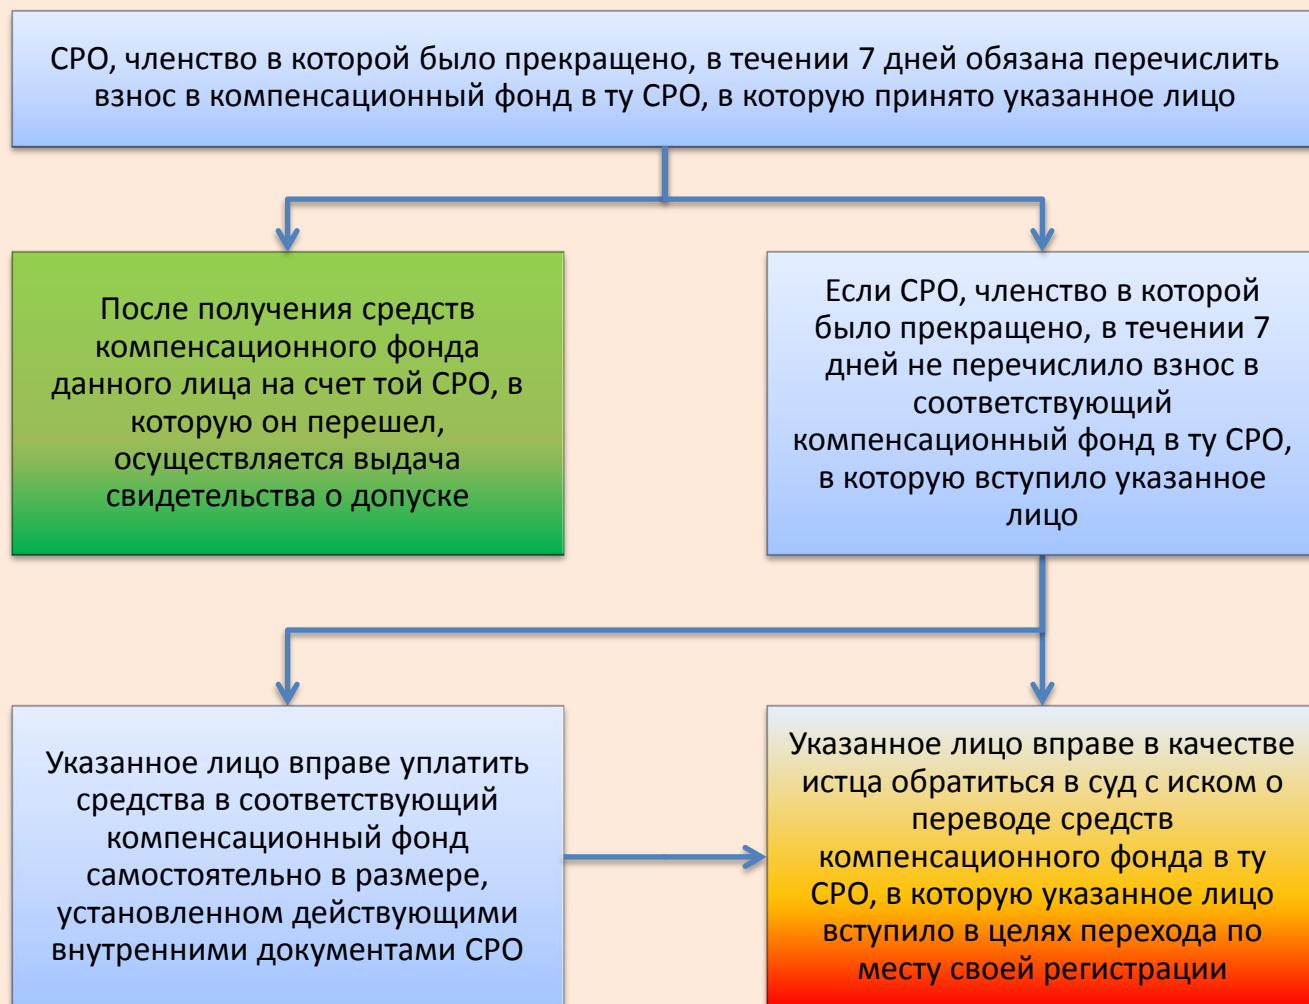 СРО, членство в которой было прекращено, в течении 7 дней обязана перечислить
взнос в компенсационный фонд в ту СРО, в которую принято указанное лицо
После получения средств
компенсационного фонда
данного лица на счет той СРО, в
которую он перешел,
осуществляется выдача
свидетельства о допуске
Если СРО, членство в которой
было прекращено, в течении 7
дней не перечислило взнос в
соответствующий
компенсационный фонд в ту СРО,
в которую вступило указанное
лицо
Указанное лицо вправе уплатить
средства в соответствующий
компенсационный фонд
самостоятельно в размере,
установленном действующими
внутренними документами СРО
Указанное лицо вправе в качестве
истца обратиться в суд с иском о
переводе средств
компенсационного фонда в ту
СРО, в которую указанное лицо
вступило в целях перехода по
месту своей регистрации